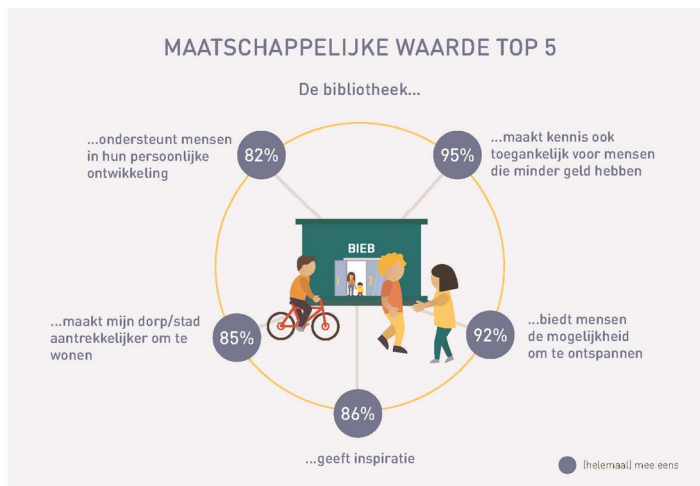 MAATSCHAPPELIJKE WAARDE TOP 5
De bibliotheek...
...ondersteunt mensen
in hun persoonlijke
ontwikkeling
82%
95%
...maakt kennis ook
toegankelijk voor mensen
die minder geld hebben
BIEB
...maakt mijn dorp/stad
aantrekkelijker om te
wonen
85%
92%
...biedt mensen
de mogelijkheid
om te ontspannen
86%
...geeft inspiratie
(helemaal) mee eens